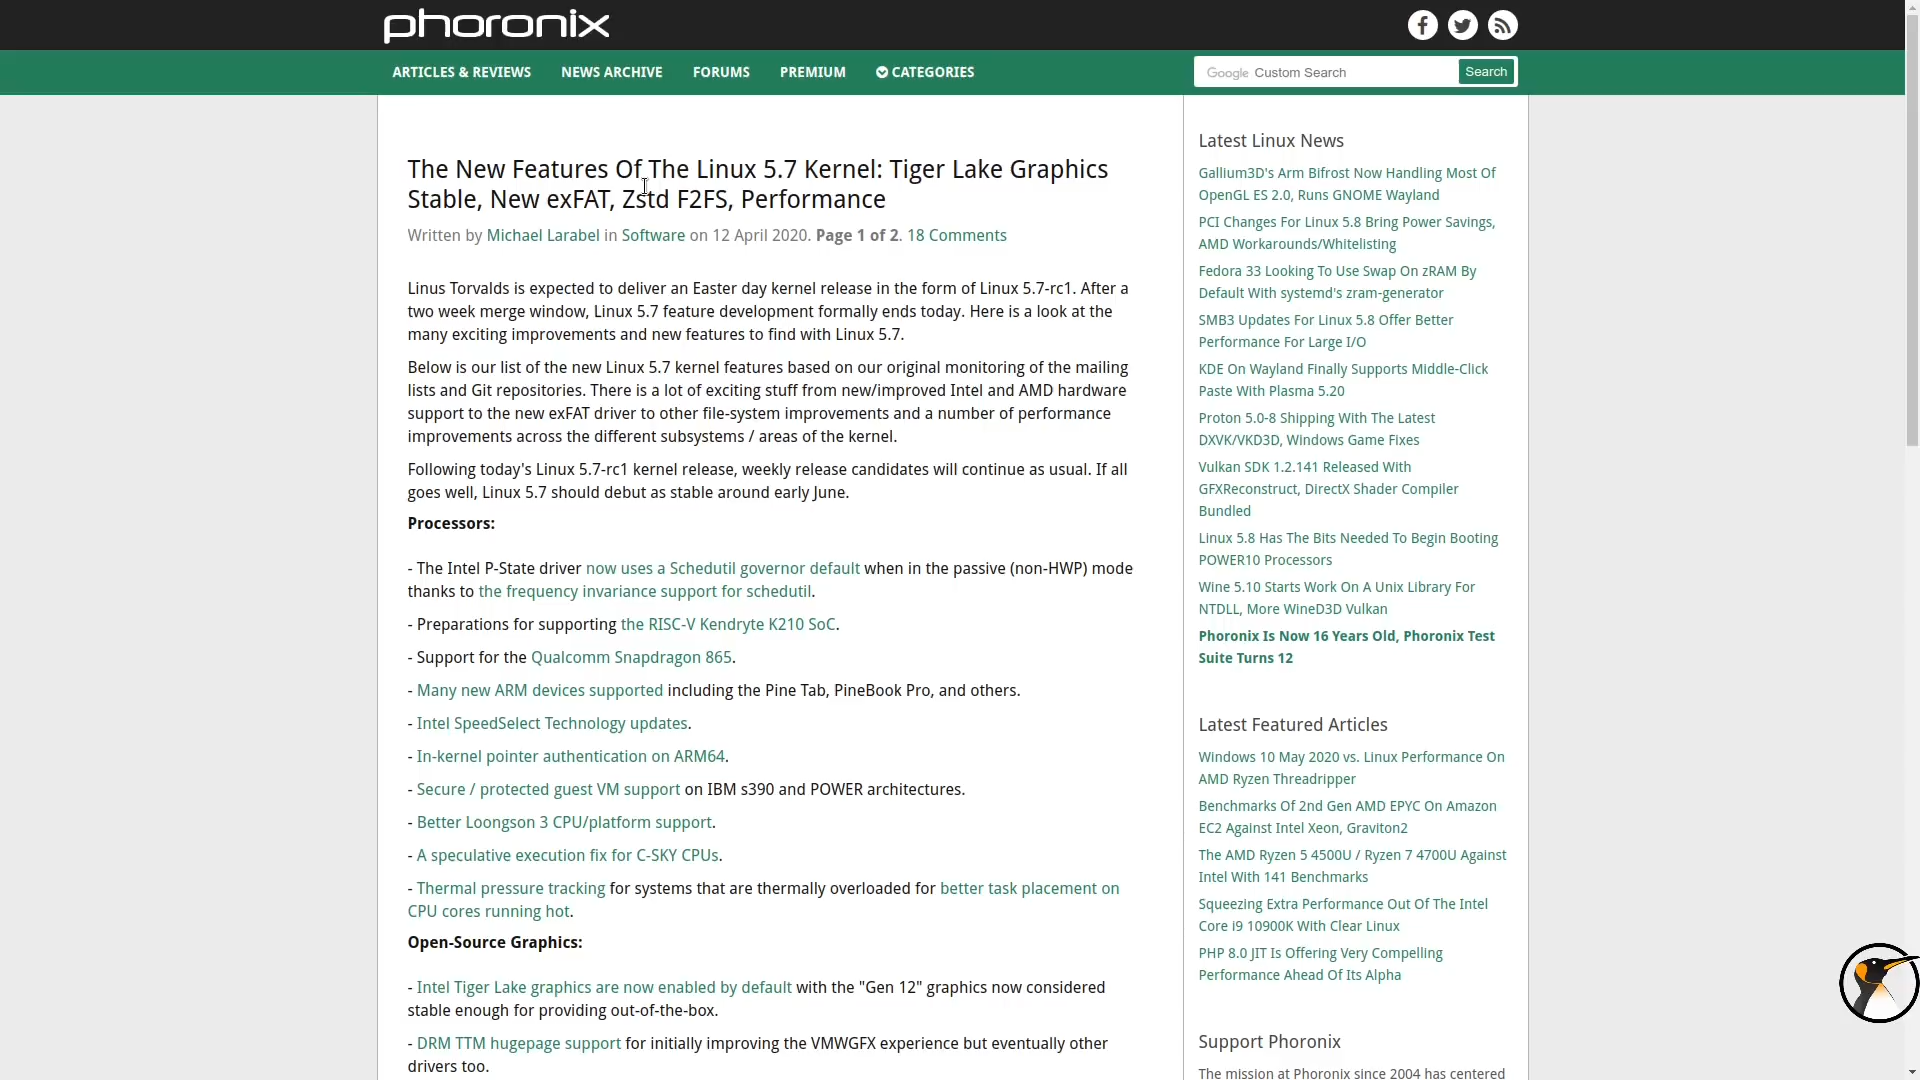 phoronix
ARTICLES & REVIEWS
NEWS ARCHIVE
FORUMS
PREMIUM
CATEGORIES
Google Custom Search
Search
The New Features Of The Linux 5.7 Kernel: Tiger Lake Graphics
Stable, New exFAT, Zstd F2FS, Performance
Written by Michael Larabel in Software on 12 April 2020. Page 1 of 2. 18 Comments
Linus Torvalds is expected to deliver an Easter day kernel release in the form of Linux 5.7-rc1. After a
two week merge window, Linux 5.7 feature development formally ends today. Here is a look at the
many exciting improvements and new features to find with Linux 5.7.
Below is our list of the new Linux 5.7 kernel features based on our original monitoring of the mailing
lists and Git repositories. There is a lot of exciting stuff from new/improved Intel and AMD hardware
support to the new exFAT driver to other file-system improvements and a number of performance
improvements across the different subsystems / areas of the kernel.
Following today's Linux 5.7-rc1 kernel release, weekly release candidates will continue as usual. If all
goes well, Linux 5.7 should debut as stable around early June.
Processors:
- The Intel P-State driver now uses a Schedutil governor default when in the passive (non-HWP) mode
thanks to the frequency invariance support for schedutil.
- Preparations for supporting the RISC-V Kendryte K210 SoC.
- Support for the Qualcomm Snapdragon 865.
- Many new ARM devices supported including the Pine Tab, PineBook Pro, and others.
- Intel SpeedSelect Technology updates.
- In-kernel pointer authentication on ARM64.
- Secure / protected guest VM support on IBM s390 and POWER architectures.
- Better Loongson 3 CPU/platform support.
- A speculative execution fix for C-SKY CPUs.
- Thermal pressure tracking for systems that are thermally overloaded for better task placement on
CPU cores running hot.
Open-Source Graphics:
- Intel Tiger Lake graphics are now enabled by default with the "Gen 12" graphics now considered
stable enough for providing out-of-the-box.
- DRM TTM hugepage support for initially improving the VMWGFX experience but eventually other
drivers too.
Latest Linux News
Gallium3D's Arm Bifrost Now Handling Most Of
OpenGL ES 2.0, Runs GNOME Wayland
PCI Changes For Linux 5.8 Bring Power Savings,
AMD Workarounds/Whitelisting
Fedora 33 Looking To Use Swap On zRAM By
Default With systemd's zram-generator
SMB3 Updates For Linux 5.8 Offer Better
Performance For Large I/O
KDE On Wayland Finally Supports Middle-Click
Paste With Plasma 5.20
Proton 5.0-8 Shipping With The Latest
DXVK/VKD3D, Windows Game Fixes
Vulkan SDK 1.2.141 Released With
GFXReconstruct, DirectX Shader Compiler
Bundled
Linux 5.8 Has The Bits Needed To Begin Booting
POWER10 Processors
Wine 5.10 Starts Work On A Unix Library For
NTDLL, More WineD3D Vulkan
Phoronix Is Now 16 Years Old, Phoronix Test
Suite Turns 12
Latest Featured Articles
Windows 10 May 2020 vs. Linux Performance On
AMD Ryzen Threadripper
Benchmarks Of 2nd Gen AMD EPYC On Amazon
EC2 Against Intel Xeon, Graviton2
The AMD Ryzen 5 4500U / Ryzen 7 4700U Against
Intel With 141 Benchmarks
Squeezing Extra Performance Out Of The Intel
Core i9 10900K With Clear Linux
PHP 8.0 JIT Is Offering Very Compelling
Performance Ahead Of Its Alpha
Support Phoronix
The mission at Phoronix since 2004 has centered